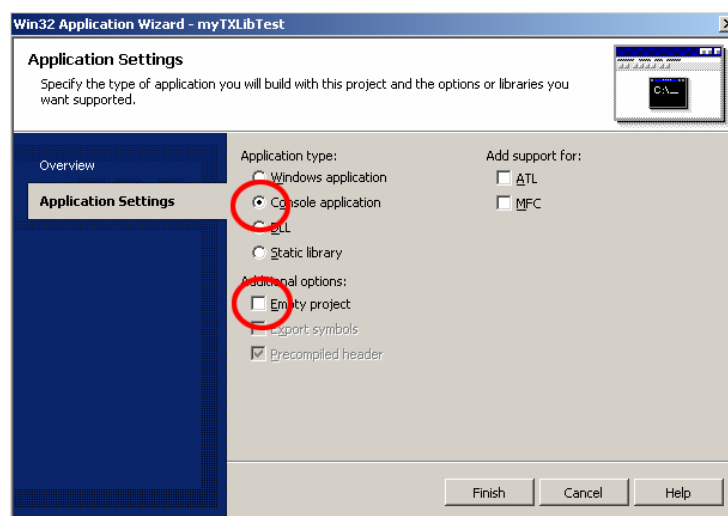 Win32 Application Wizard - myTXLibTest
Application Settings
Specify the type of application you will build with this project and the options or libraries you
want supported.
C:\_
Overview
Application Settings
Application type:
Windows application
Console application
DLL
Static library
Additional options:
Empty project
Export symbols
Precompiled header
Add support for:
ATL
MFC
Finish
Cancel
Help